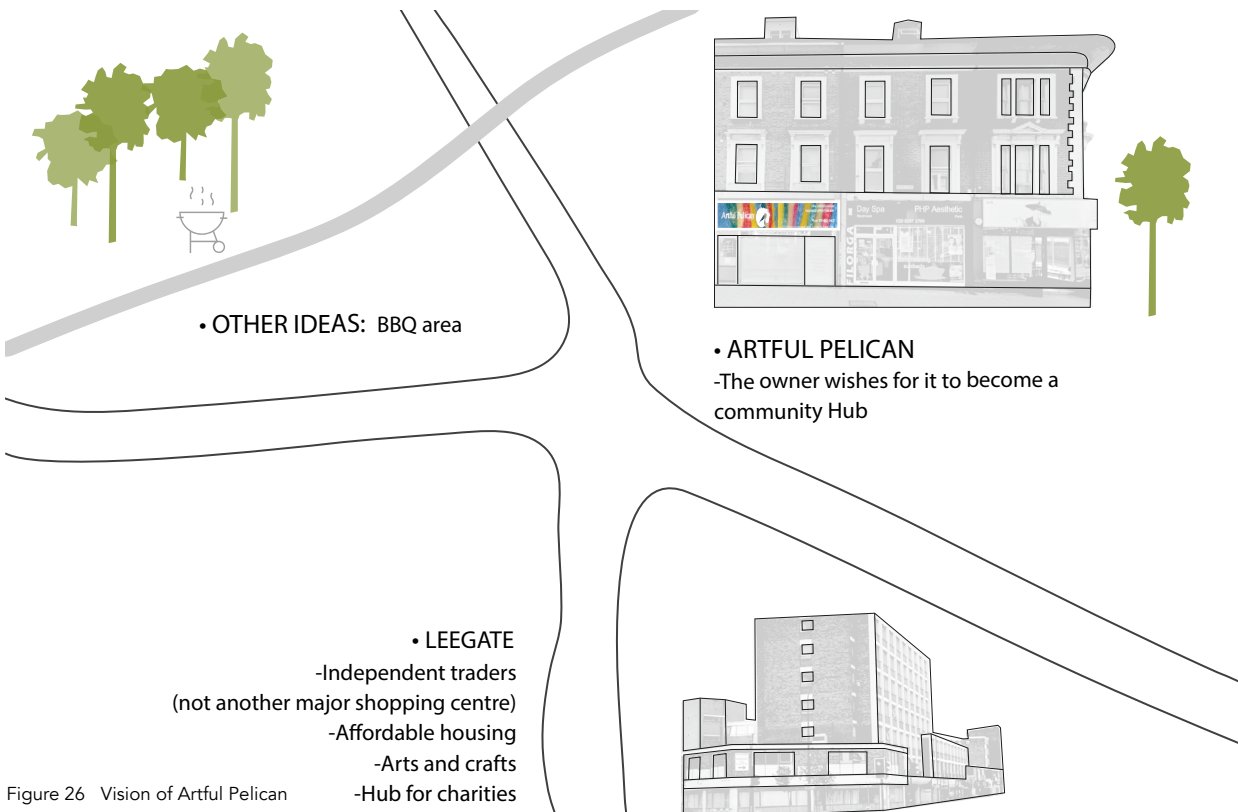 Artful Pelican
Day Spa
PHP Aesthetic
FILORGA
• OTHER IDEAS: BBQ area
• ARTFUL PELICAN
-The owner wishes for it to become a
community Hub
• LEEGATE
-Independent traders
(not another major shopping centre)
-Affordable housing
-Arts and crafts
-Hub for charities
Figure 26 Vision of Artful Pelican